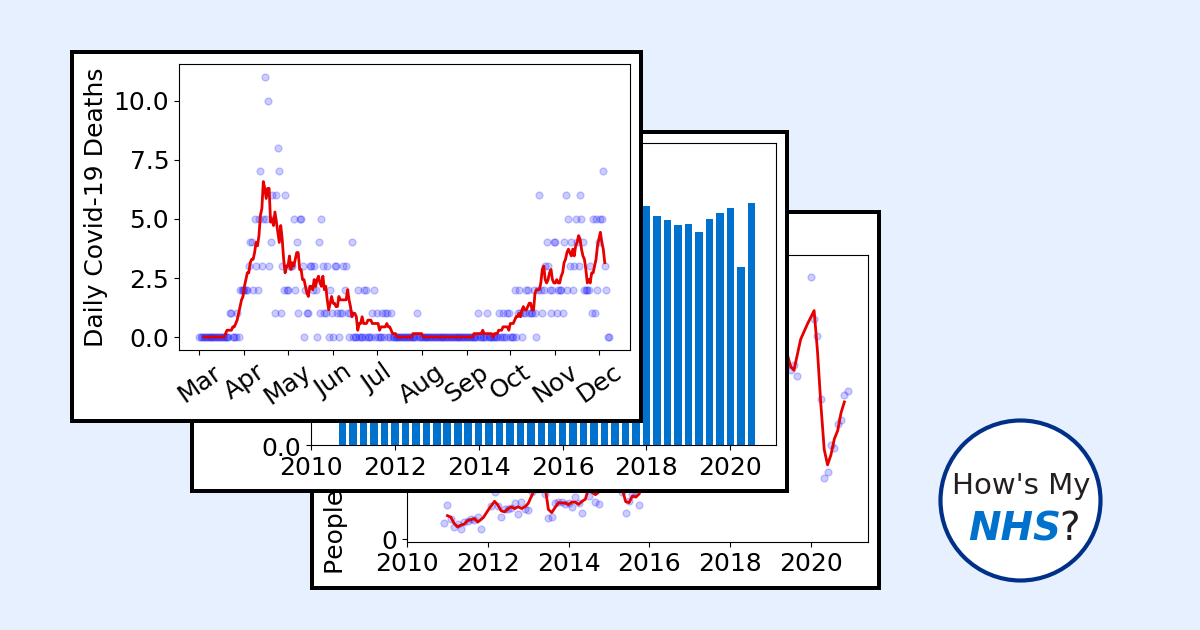 Daily Covid-19 Deaths
10.0
7.5
5.0
2.5
0.0
Mar Apr May Jun Jul Aug Sep Oct Nov Dec
0.0
2010 2012 2014 2016 2018 2020
People
0
2010 2012 2014 2016 2018 2020
How's My
NHS?